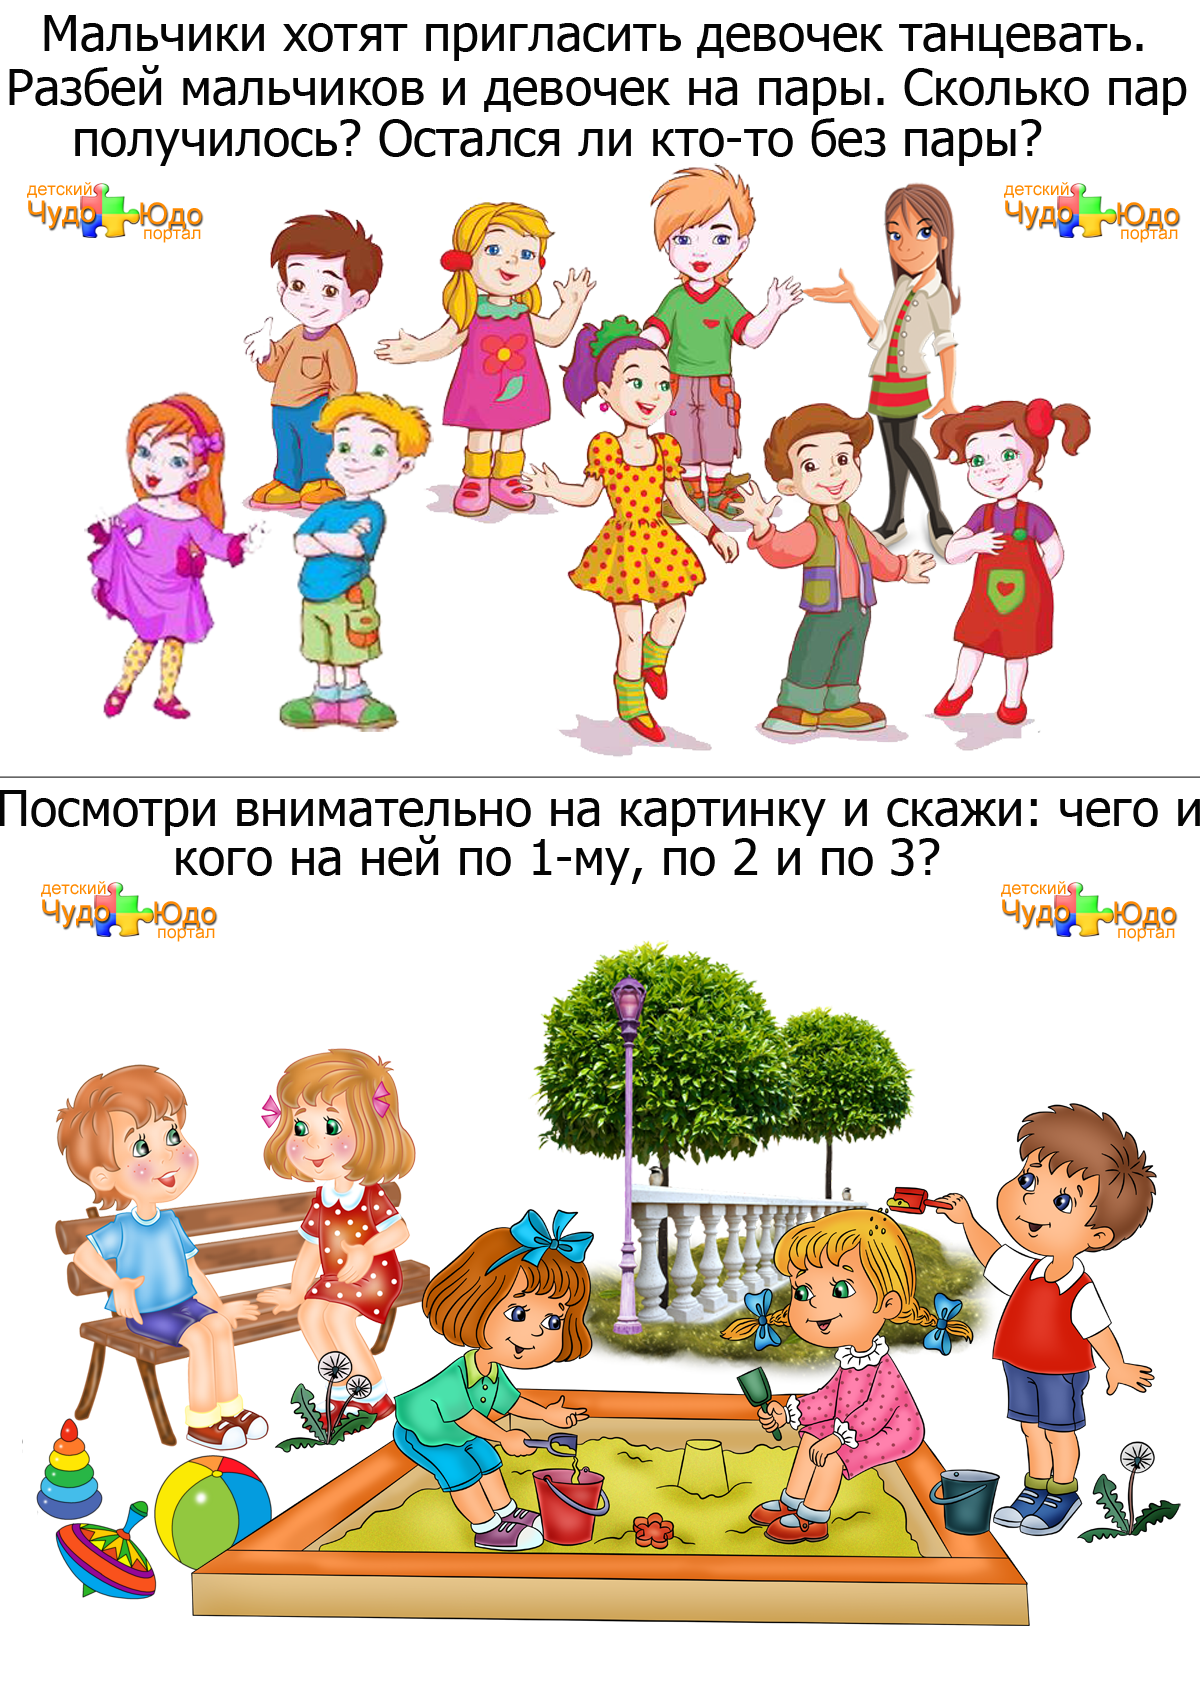 Мальчики хотят пригласить девочек танцевать.
Разбей мальчиков и девочек на пары. Сколько пар
получилось? Остался ли кто-то без пары?
детский
Чудо Юдо
портал
детский
Чудо Юдо
портал
Посмотри внимательно на картинку и скажи: чего и
кого на ней по 1-му, по 2 и по 3?
детский
Чудо Юдо
портал
детский
Чудо Юдо
портал